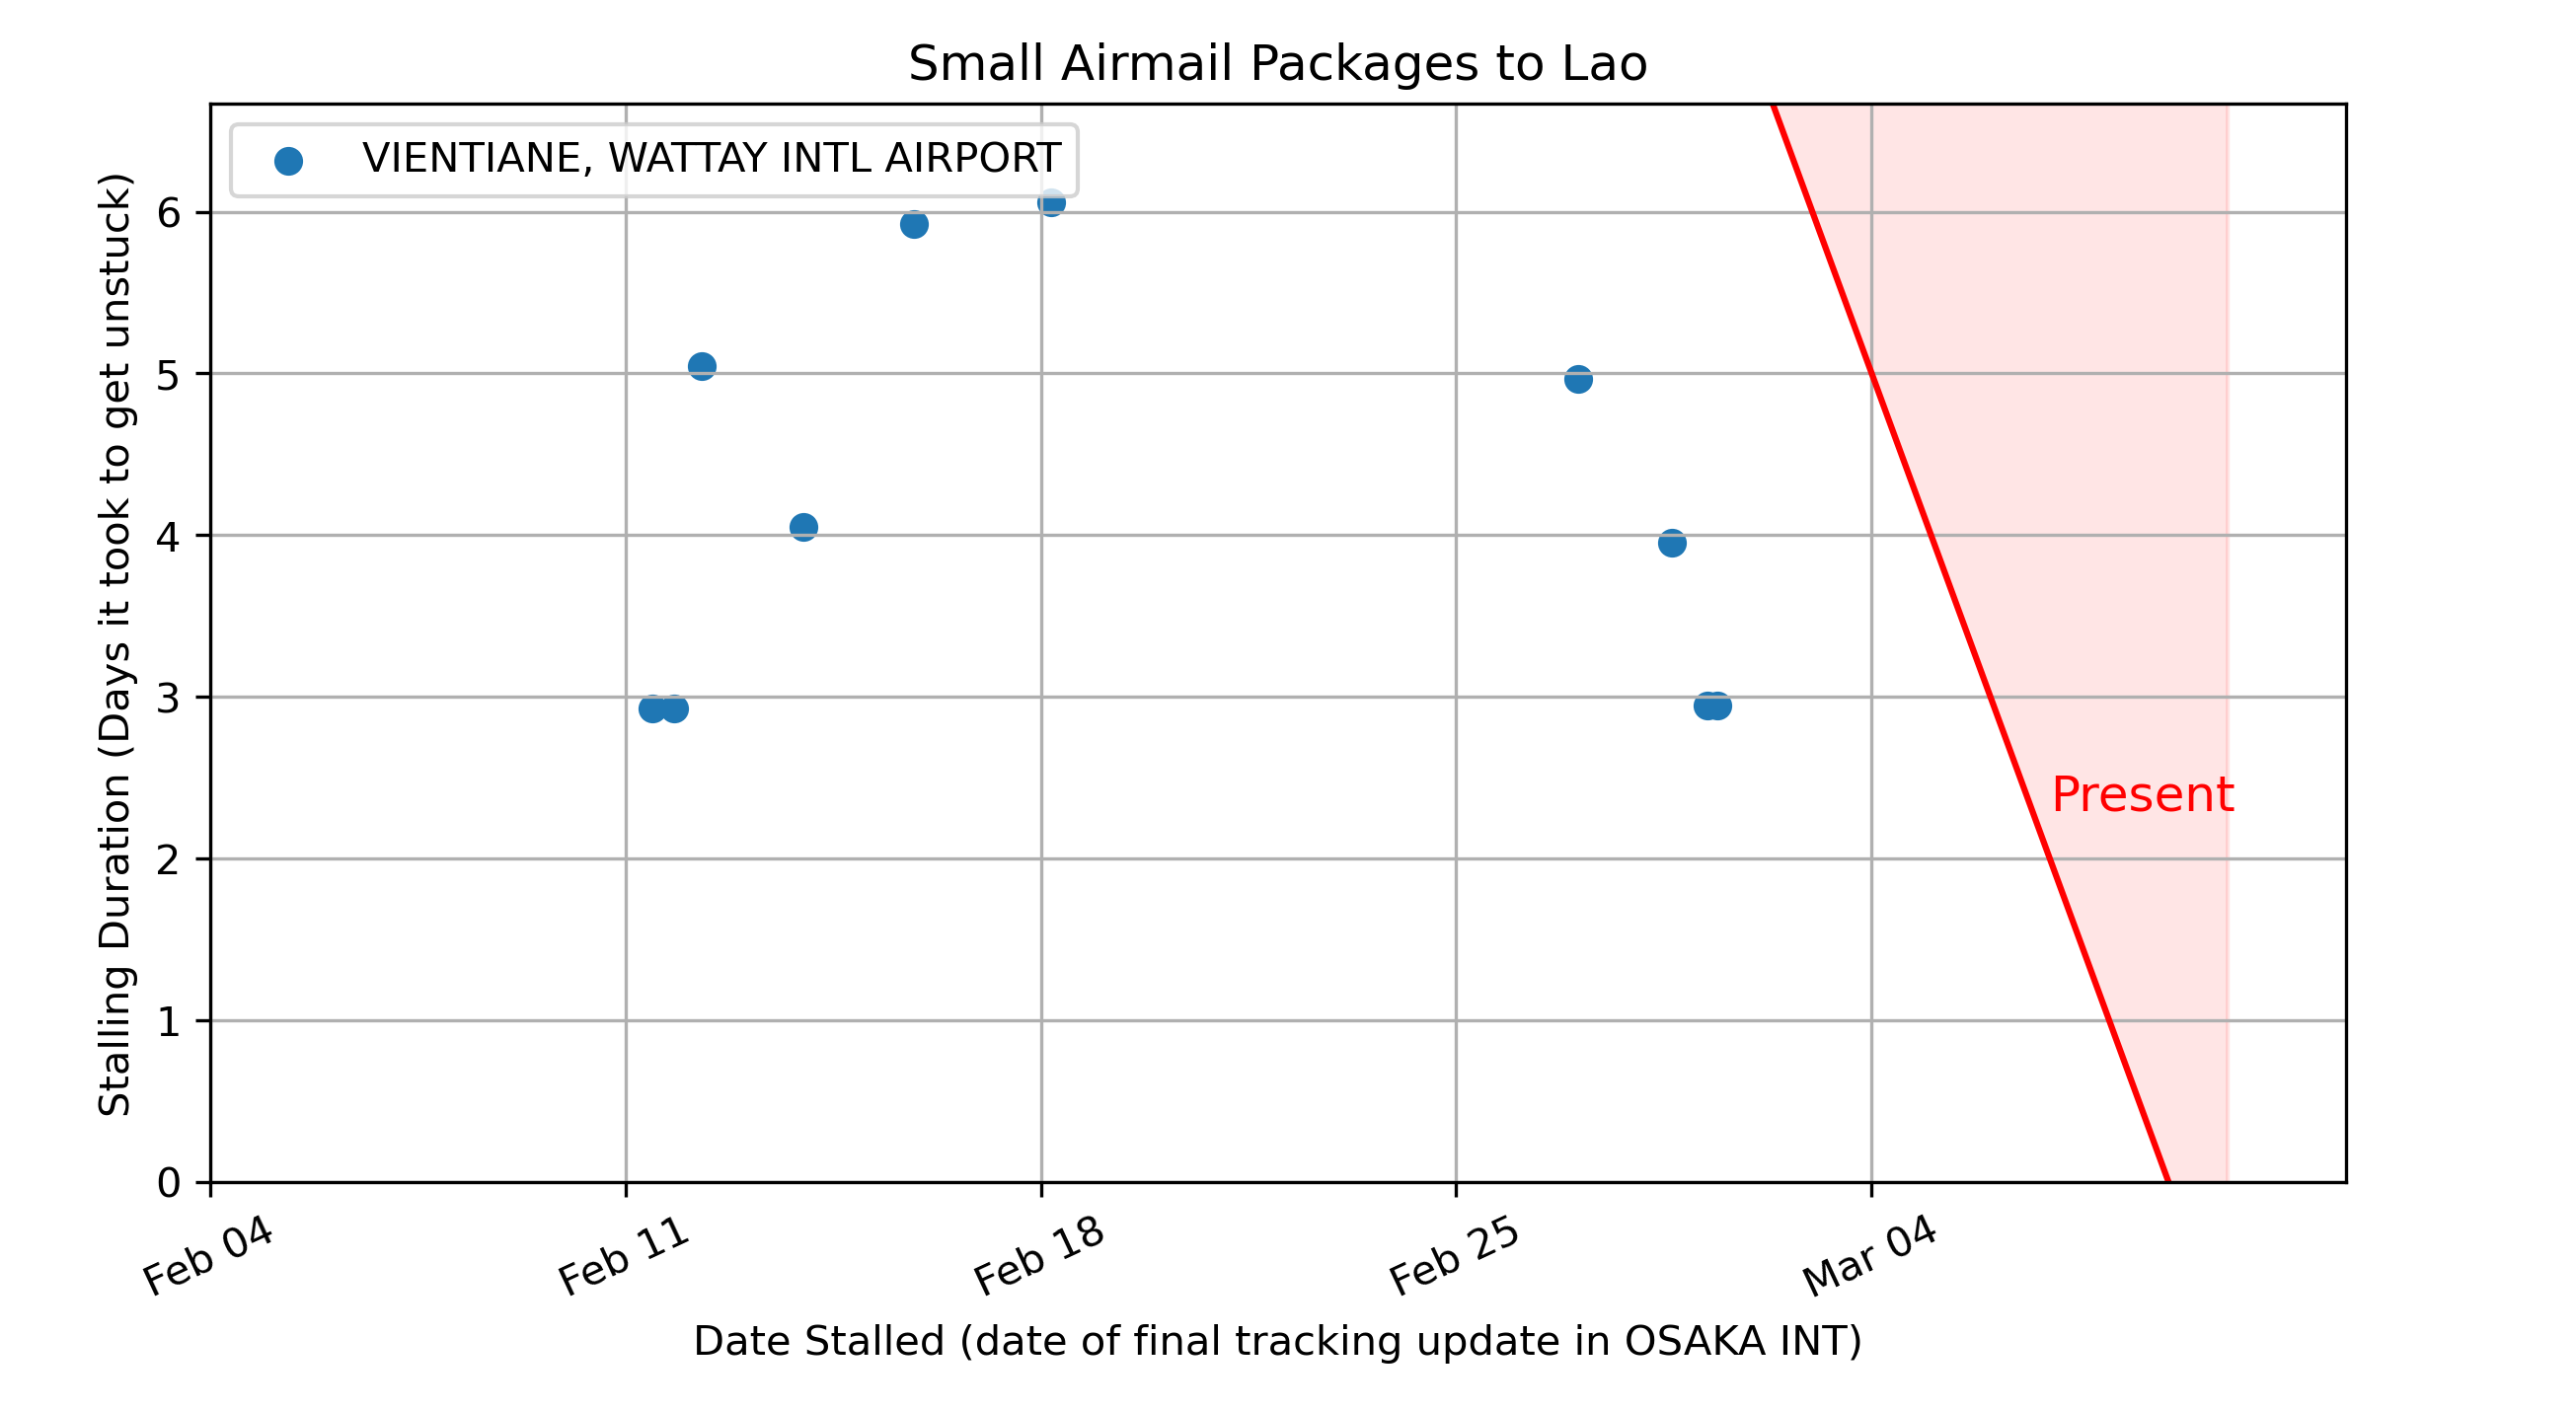 Small Airmail Packages to Lao
VIENTIANE, WATTAY INTL AIRPORT
Stalling Duration (Days it took to get unstuck)
6
5
4
3
2
1
0
Present
Feb 04
Feb 11
Feb 18
Feb 25
Mar 04
Date Stalled (date of final tracking update in OSAKA INT)